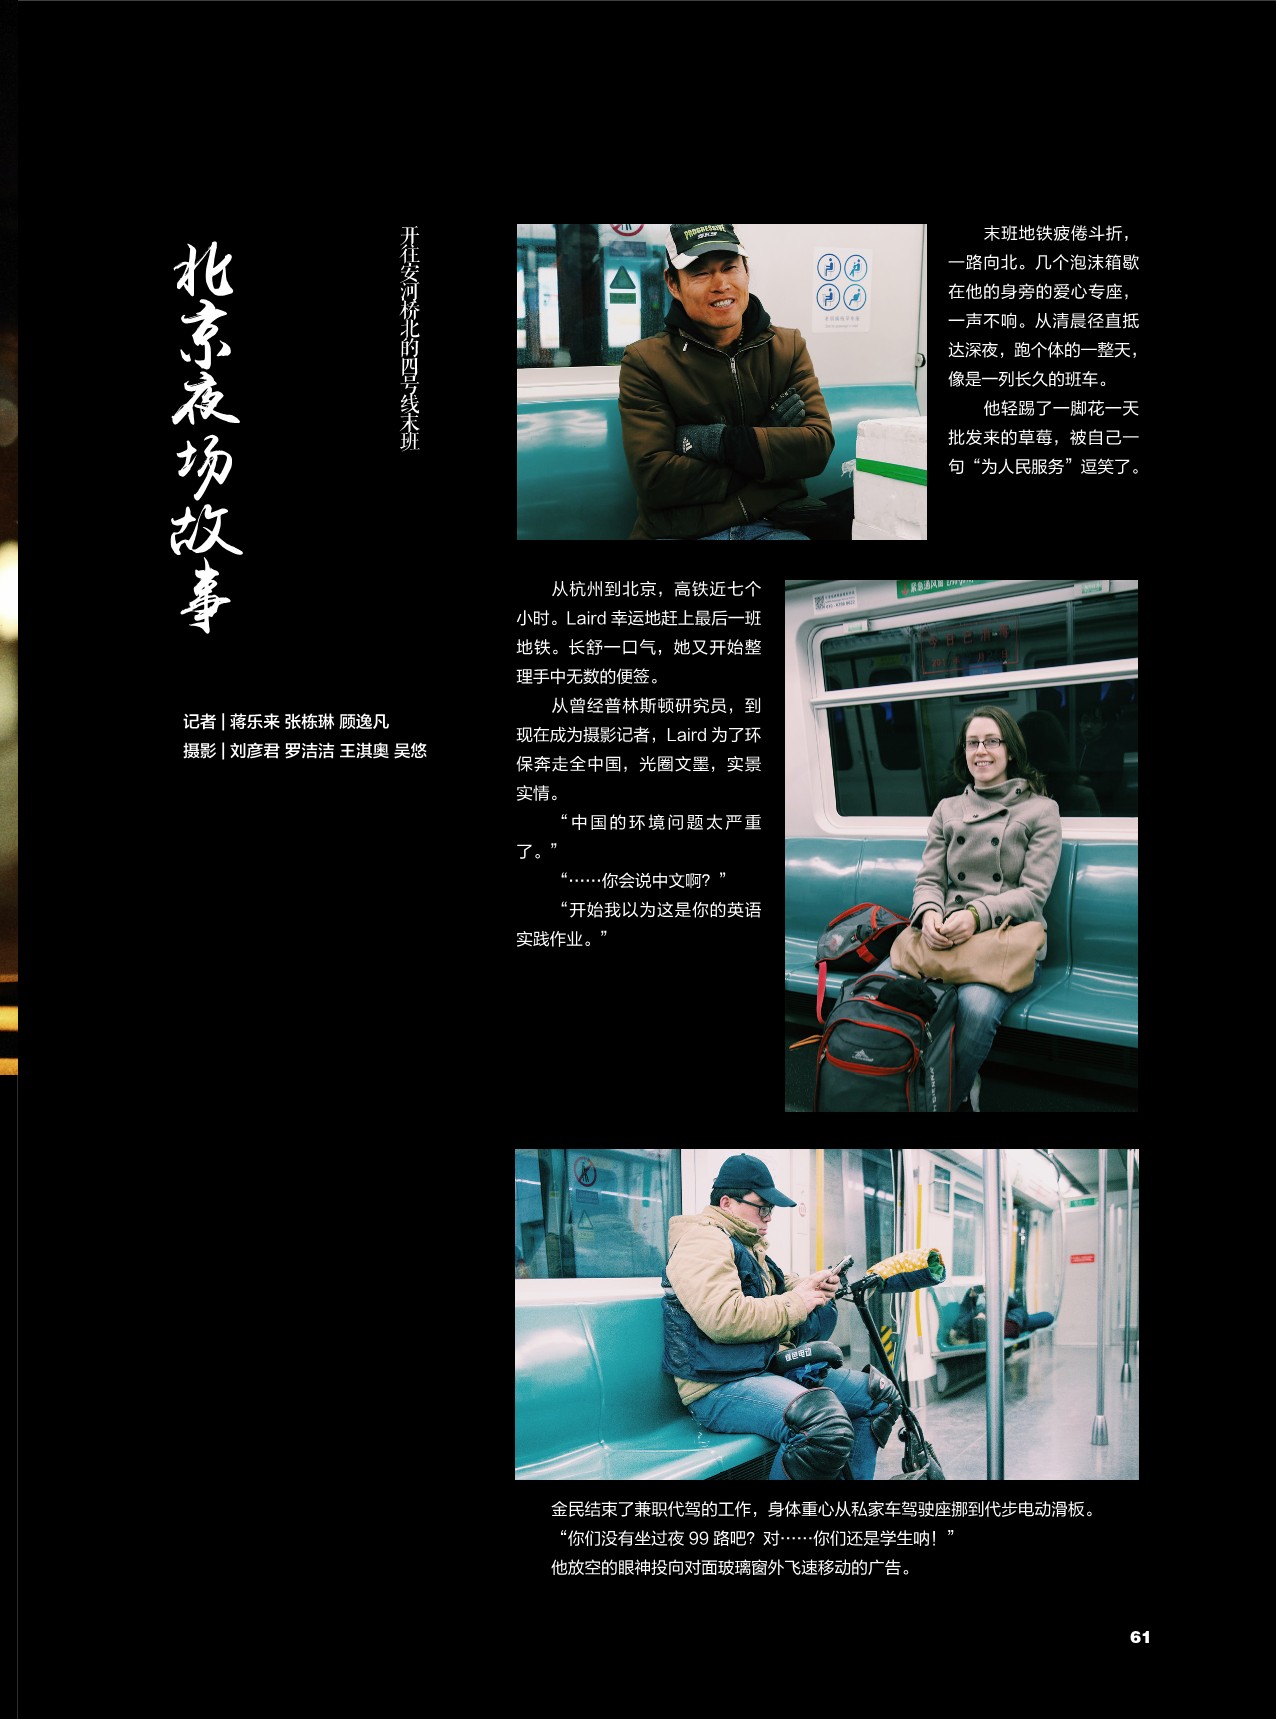 北京夜场故事
开往安河桥北的四号线末班
记者 | 蒋乐来 张栋琳 顾逸凡
摄影 | 刘彦君 罗洁洁 王淇奥 吴悠
PROGRESSIVE
SKS
末班地铁疲倦斗折，
一路向北。几个泡沫箱歇
在他的身旁的爱心专座，
一声不响。从清晨径直抵
达深夜，跑个体的一整天，
像是一列长久的班车。
他轻踢了一脚花一天
批发来的草莓，被自己一
句“为人民服务”逗笑了。
从杭州到北京，高铁近七个
小时。Laird 幸运地赶上最后一班
地铁。长舒一口气，她又开始整
理手中无数的便签。
从曾经普林斯顿研究员，到
现在成为摄影记者，Laird 为了环
保奔走全中国，光圈文墨，实景
实情。
“中国的环境问题太严重
了。”
“……你会说中文啊？”
“开始我以为这是你的英语
实践作业。”
金民结束了兼职代驾的工作，身体重心从私家车驾驶座挪到代步电动滑板。
“你们没有坐过夜 99 路吧？对……你们还是学生呐！”
他放空的眼神投向对面玻璃窗外飞速移动的广告。
61